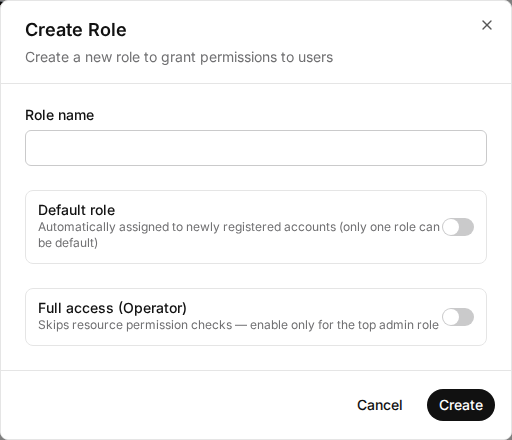 Create Role
Create a new role to grant permissions to users
Role name
Default role
Automatically assigned to newly registered accounts (only one role can
be default)
Full access (Operator)
Skips resource permission checks — enable only for the top admin role
Cancel
Create